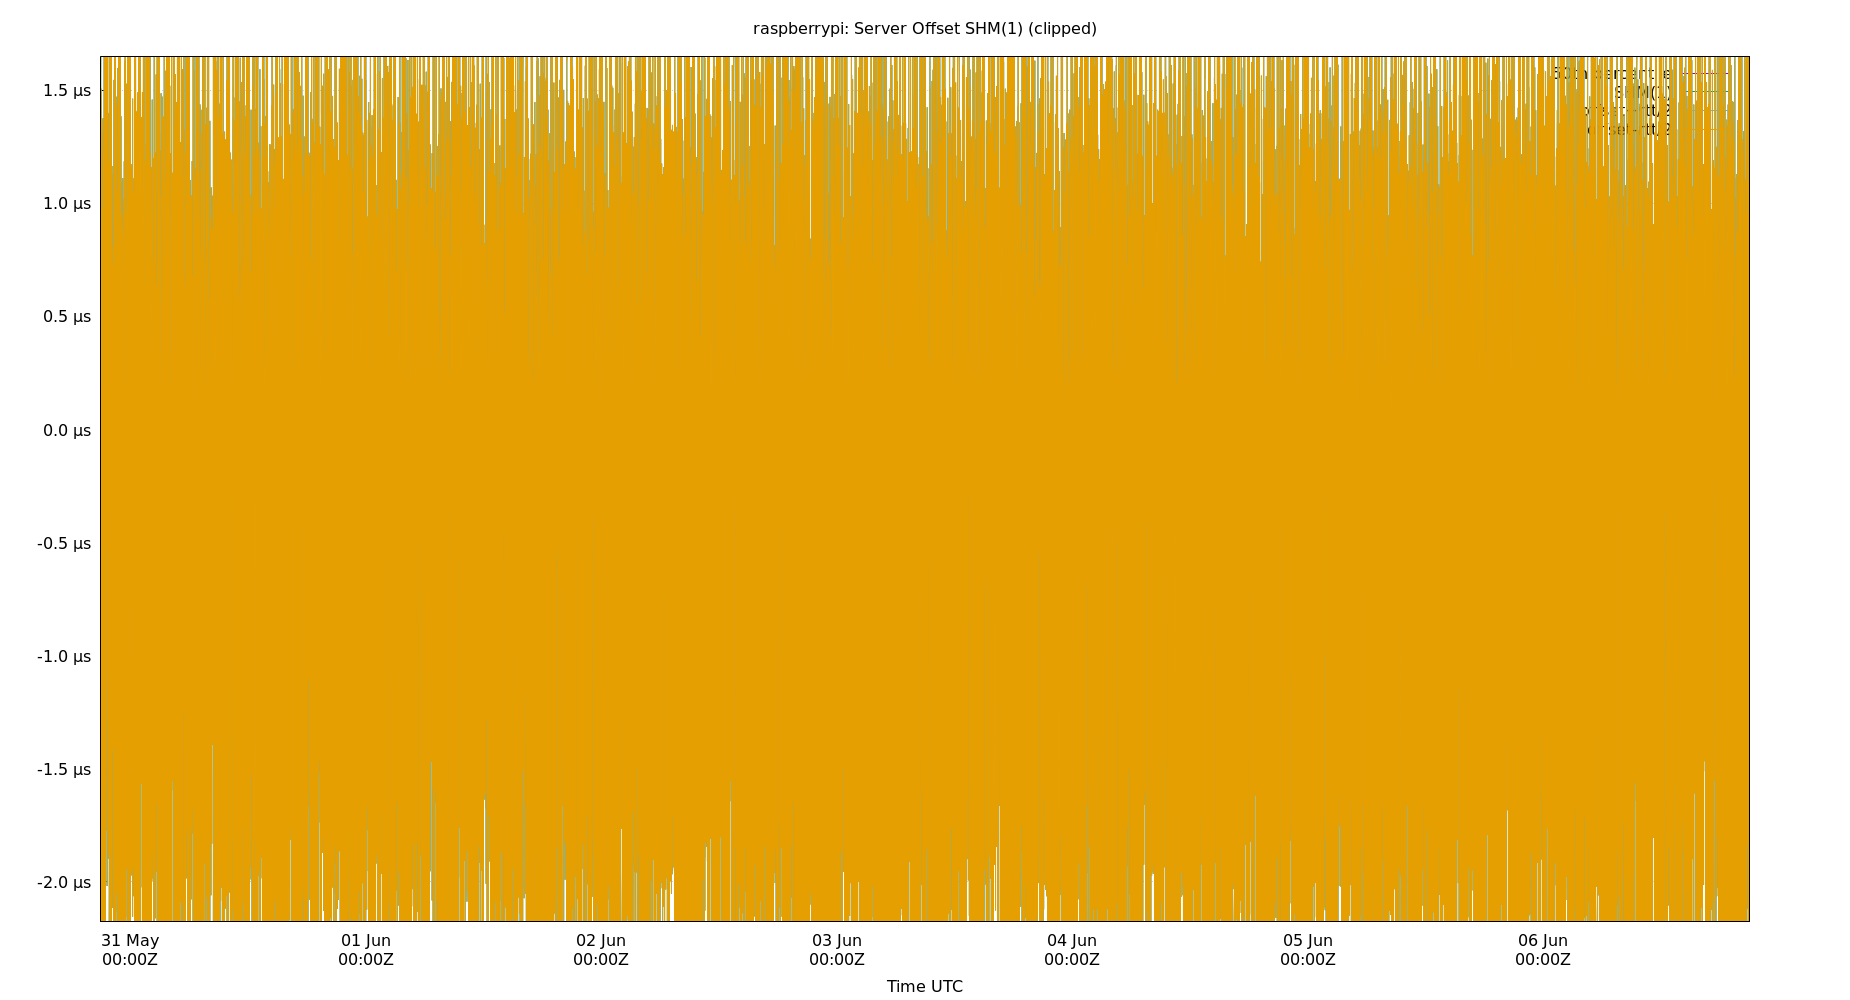 raspberrypi: Server Offset SHM(1) (clipped)
1.5 µs
1.0 µs
0.5 µs
0.0 µs
-0.5 µs
-1.0 µs
-1.5 µs
-2.0 µs
SHM(1)
31 May 01 Jun 02 Jun 03 Jun 04 Jun 05 Jun 06 Jun
00:00Z 00:00Z 00:00Z 00:00Z 00:00Z 00:00Z 00:00Z
Time UTC